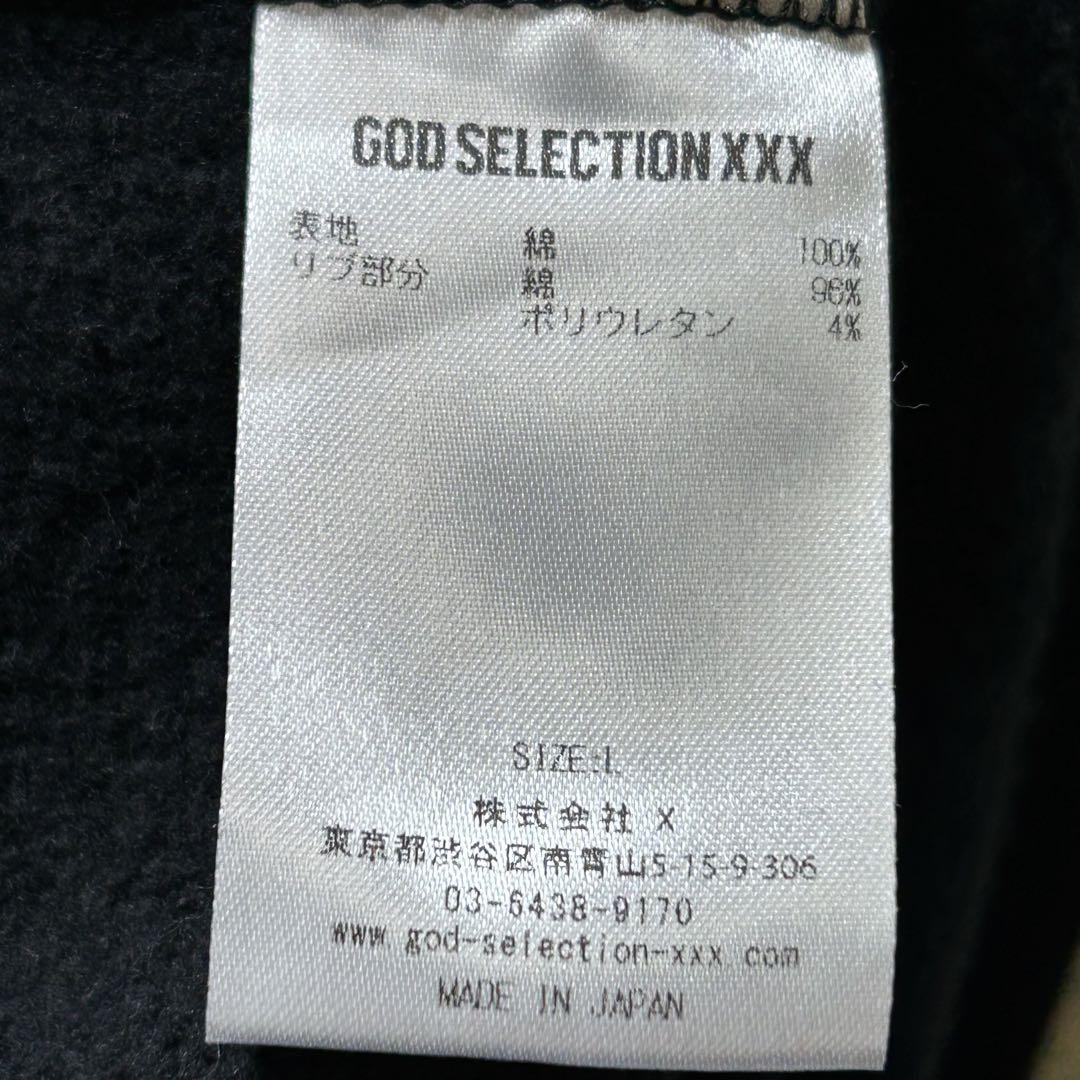 GOD SELECTION XXX
表地 綿 100%
リブ部分 綿 96%
ポリウレタン 4%
SIZE:L
株式会社 X
東京都渋谷区南青山5-15-9-306
03-6438-9170
www.god-selection-xxx.com
MADE IN JAPAN